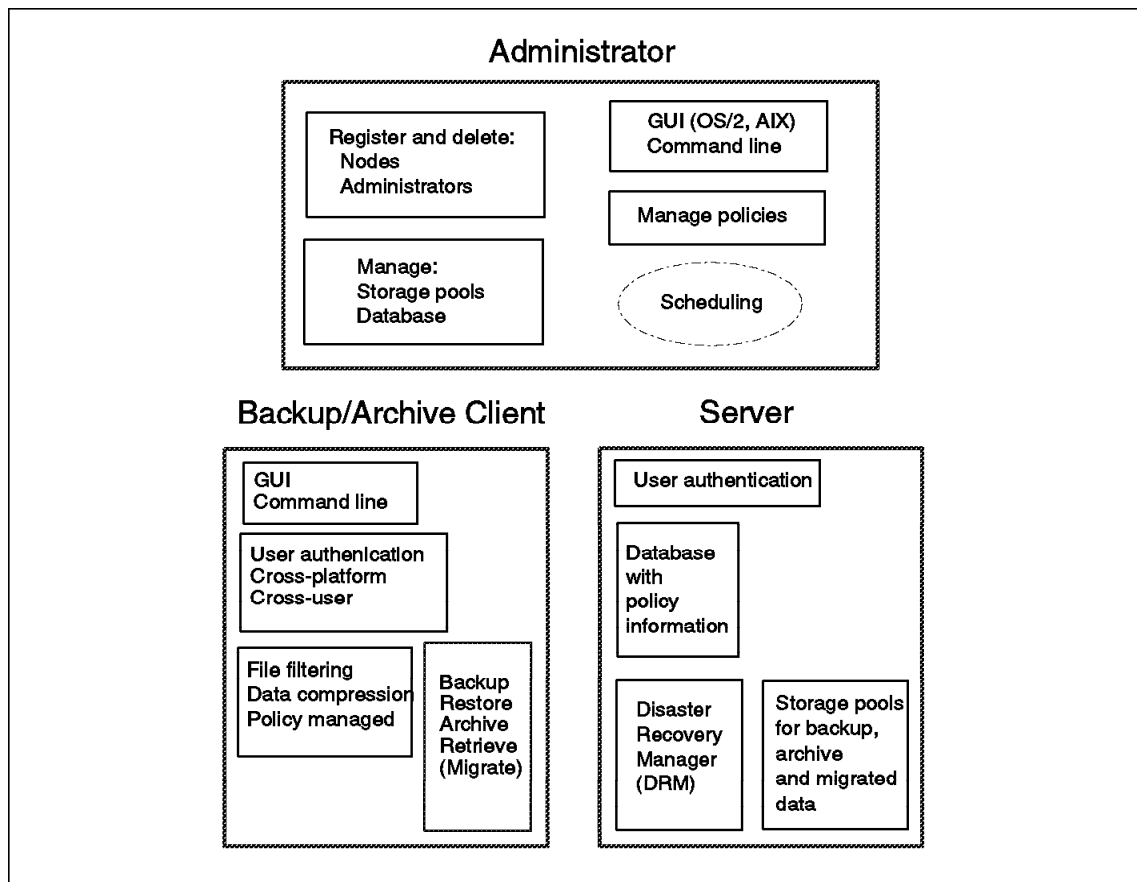 Administrator
Register and delete:
Nodes
Administrators
GUI (OS/2, AIX)
Command line
Manage policies
Manage:
Storage pools
Database
Scheduling
Backup/Archive Client
GUI
Command line
User authenication
Cross-platform
Cross-user
File filtering
Data compression
Policy managed
Backup
Restore
Archive
Retrieve
(Migrate)
Server
User authentication
Database
with
policy
information
Disaster
Recovery
Manager
(DRM)
Storage pools
for backup,
archive
and migrated
data